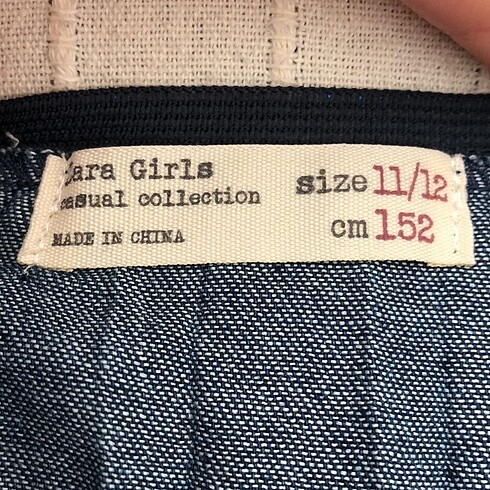 Zara Girls
casual collection
MADE IN CHINA
size 11/12
cm 152